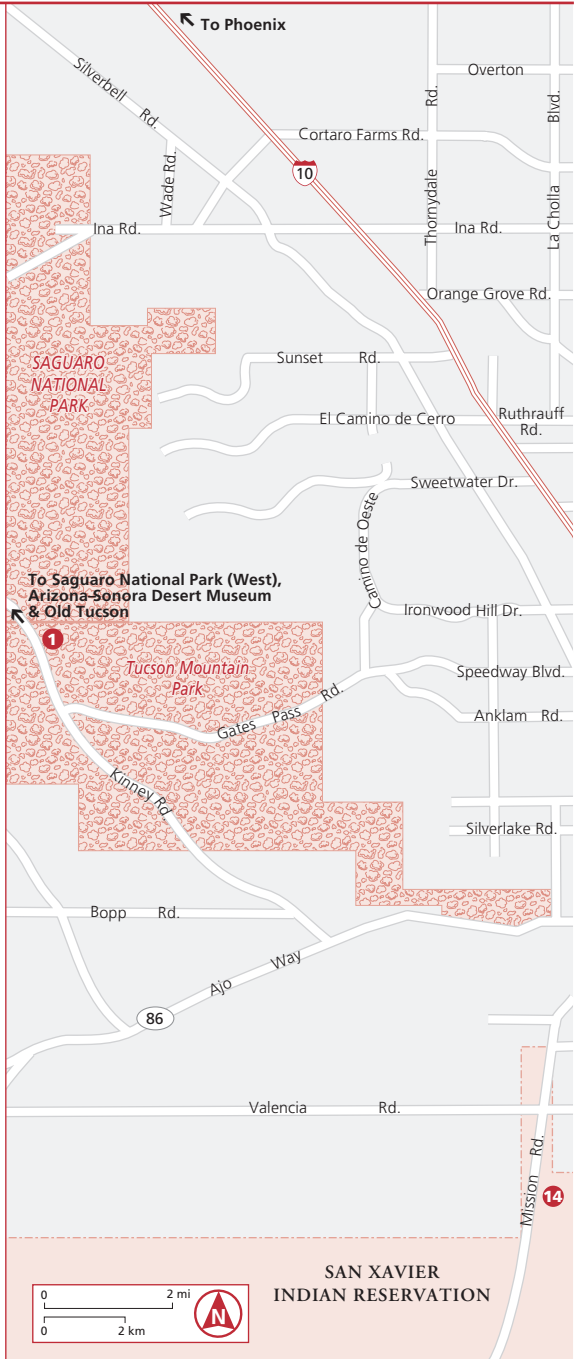 To Phoenix
Overton
Silverbell Rd.
Rd.
Blvd.
Cortaro Farms Rd.
10
Wade Rd.
Thornydale
La Cholla
Ina Rd.
Ina Rd.
Orange Grove Rd.
SAGUARO
NATIONAL
PARK
Sunset Rd.
El Camino de Cerro
Ruthrauff
Rd.
Sweetwater Dr.
Camino de Oeste
To Saguaro National Park (West),
Arizona-Sonora Desert Museum
& Old Tucson
Ironwood Hill Dr.
1
Tucson Mountain
Park
Speedway Blvd.
Gates Pass Rd.
Anklam Rd.
Kinney Rd
Silverlake Rd.
Bopp Rd.
Ajo Way
86
Valencia Rd.
Mission Rd.
14
SAN XAVIER
INDIAN RESERVATION
0 2 mi
0 2 km
N